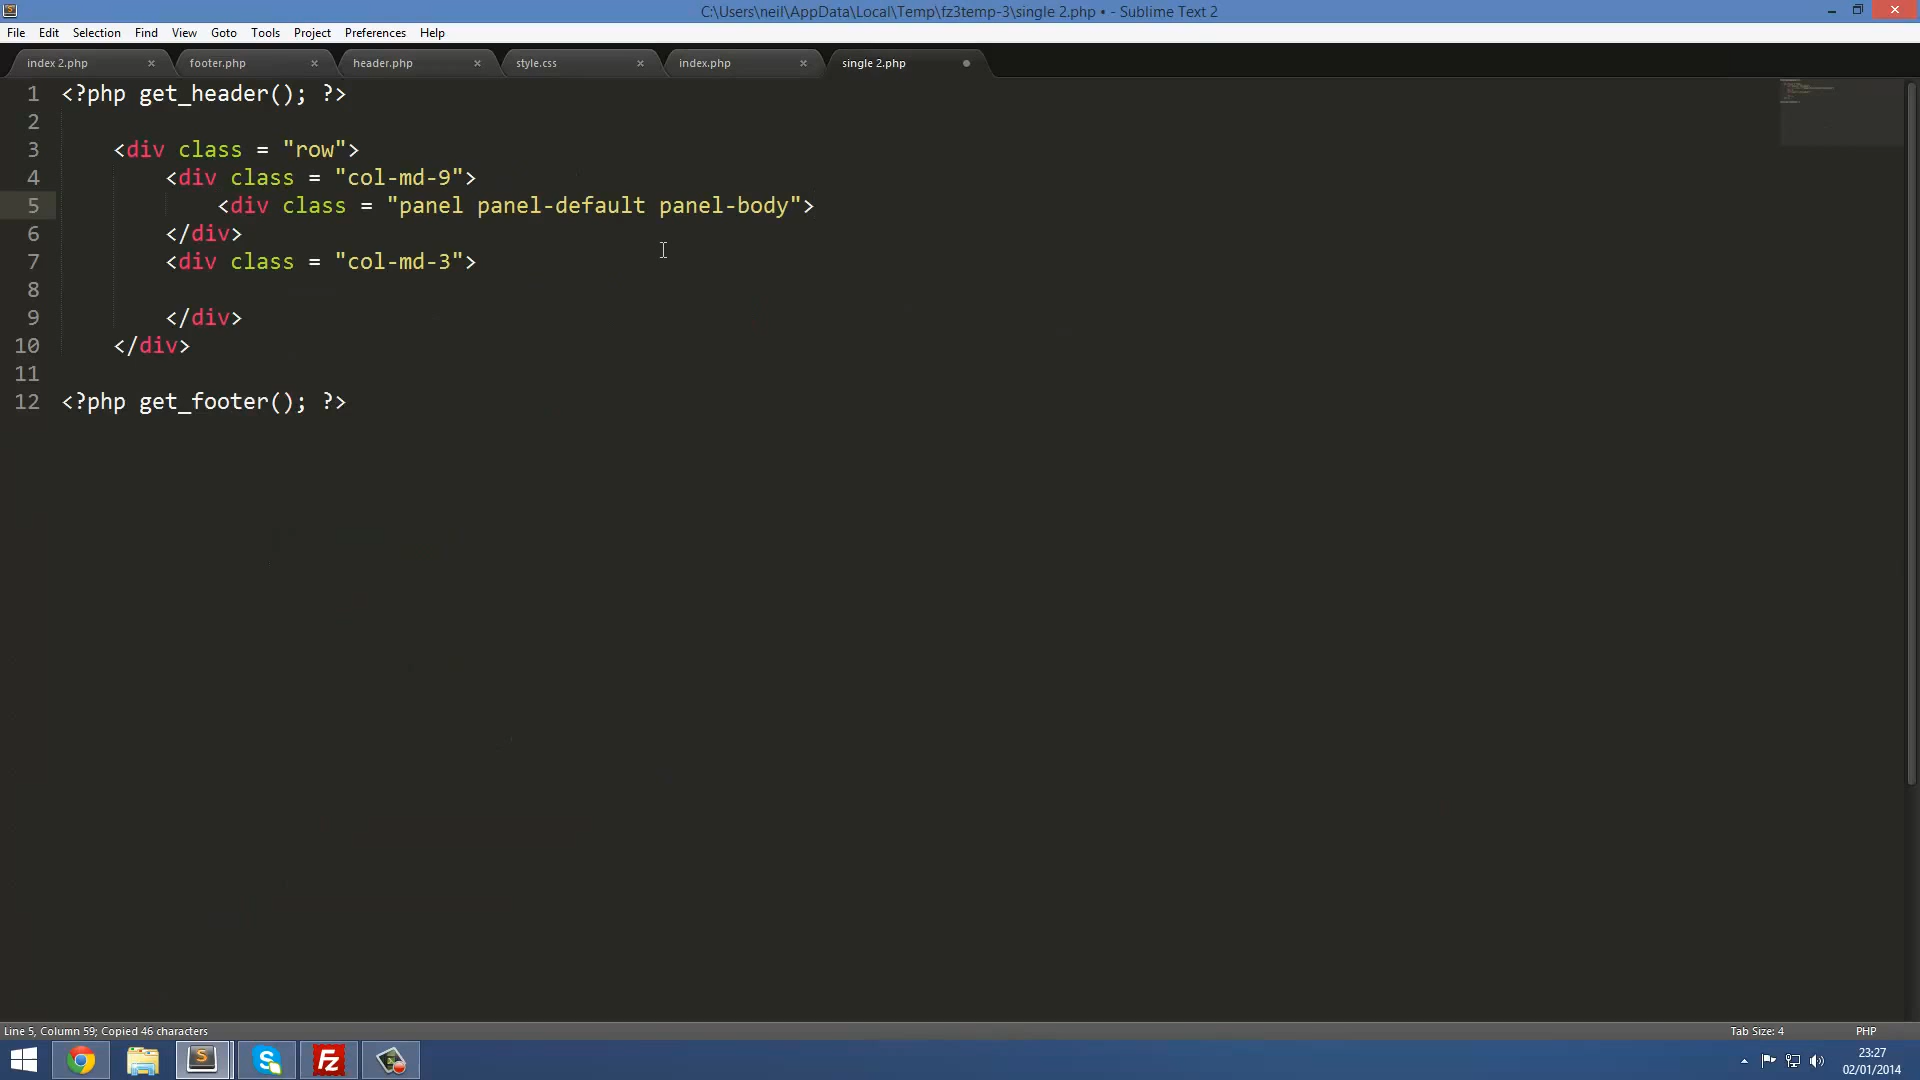 C:\Users\neil\AppData\Local\Temp\fz3temp-3\single 2.php • - Sublime Text 2
File Edit Selection Find View Goto Tools Project Preferences Help
index 2.php × footer.php × header.php × style.css × index.php × single 2.php
1 <?php get_header(); ?>
2
3 <div class = "row">
4 <div class = "col-md-9">
5 <div class = "panel panel-default panel-body">
6 </div>
7 <div class = "col-md-3">
8
9 </div>
10 </div>
11
12 <?php get_footer(); ?>
Line 5, Column 59; Copied 46 characters
Tab Size: 4 PHP
23:27
02/01/2014